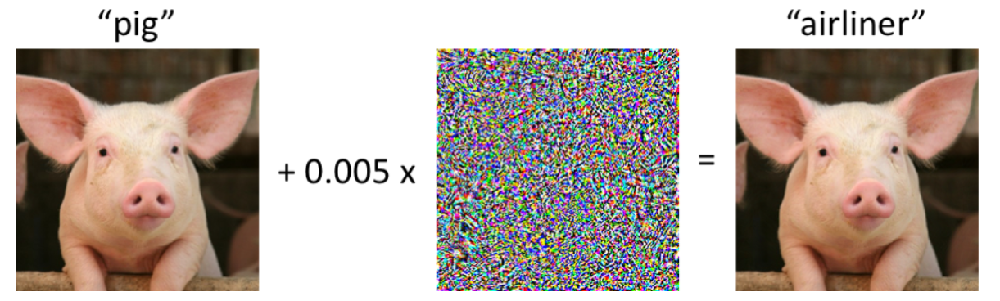 “pig”
“airliner”
+ 0.005 x
=